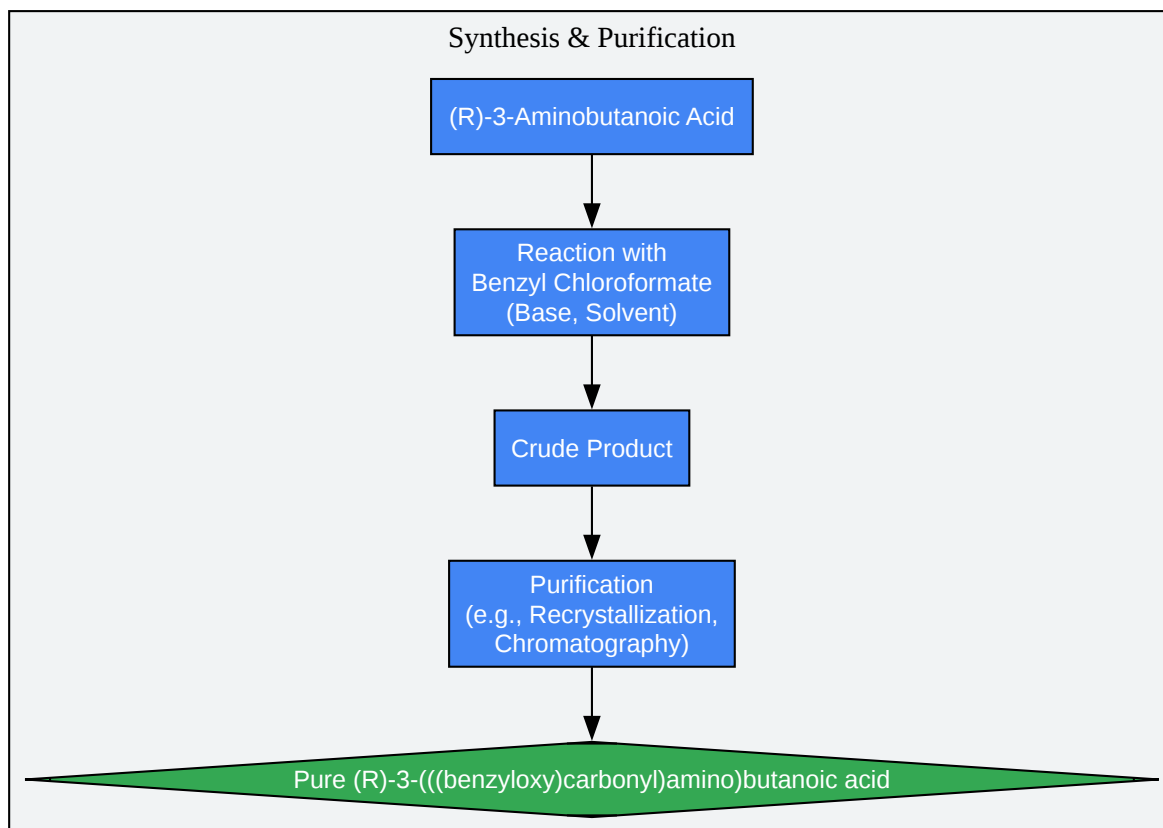 Synthesis & Purification
(R)-3-Aminobutanoic Acid
Reaction with
Benzyl Chloroformate
(Base, Solvent)
Crude Product
Purification
(e.g., Recrystallization,
Chromatography)
Pure (R)-3-(((benzyloxy)carbonyl)amino)butanoic acid